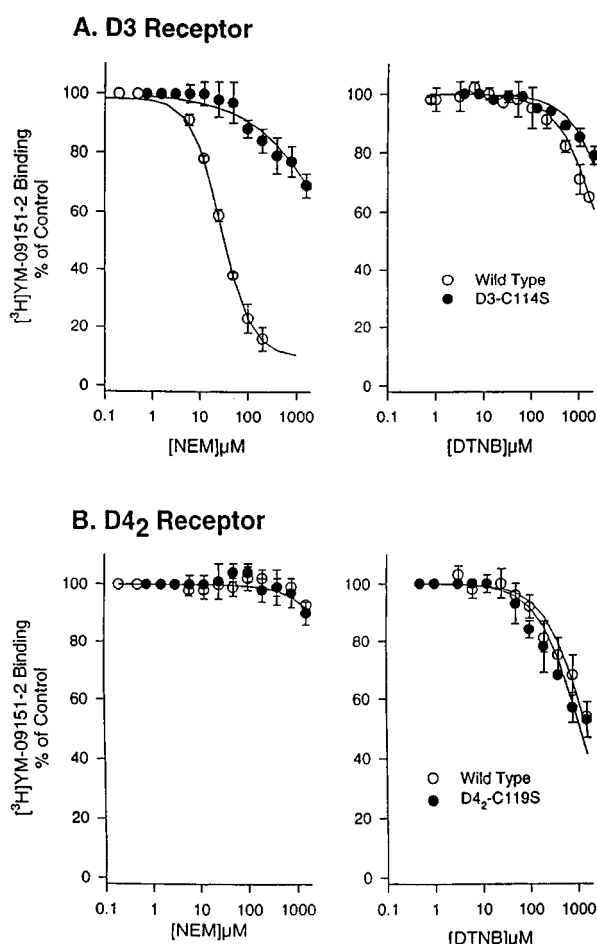 A. D3 Receptor
[³H]YM-09151-2 Binding
% of Control
100
80
60
40
20
0
0.1 1 10 100 1000
[NEM]µM
100
80
60
40
20
0
Wild Type
D3-C114S
0.1 1 10 100 1000
[DTNB]µM
B. D4₂ Receptor
[³H]YM-09151-2 Binding
% of Control
100
80
60
40
20
0
0.1 1 10 100 1000
[NEM]µM
100
80
60
40
20
0
Wild Type
D4₂-C119S
0.1 1 10 100 1000
[DTNB]µM